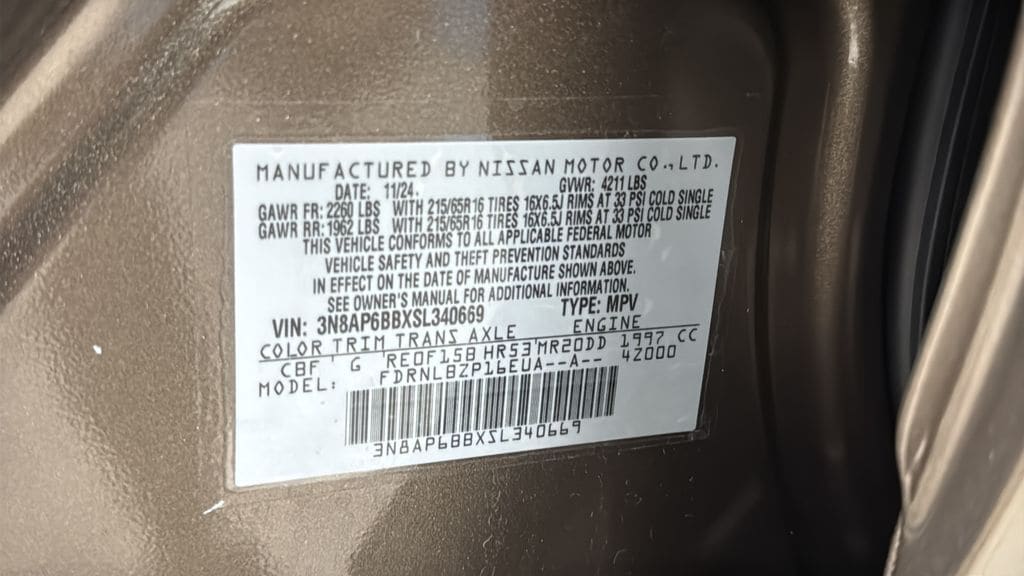 MANUFACTURED BY NISSAN MOTOR CO.,LTD.
DATE: 11/24 GVWR: 4211 LBS
GAWR FR: 2260 LBS WITH 215/65R16 TIRES 16X6.5J RIMS AT 33 PSI COLD SINGLE
GAWR RR: 1962 LBS WITH 215/65R16 TIRES 16X6.5J RIMS AT 33 PSI COLD SINGLE
THIS VEHICLE CONFORMS TO ALL APPLICABLE FEDERAL MOTOR
VEHICLE SAFETY AND THEFT PREVENTION STANDARDS
IN EFFECT ON THE DATE OF MANUFACTURE SHOWN ABOVE.
SEE OWNER'S MANUAL FOR ADDITIONAL INFORMATION.
VIN: 3N8AP6BBXSL340669 TYPE: MPV
COLOR TRIM TRANS AXLE ENGINE
CBF G RE0F15B HR53 MR20DD 1997 CC
MODEL: FDRNLBZP16EUA--A-- 4Z000
3N8AP6BBXSL340669